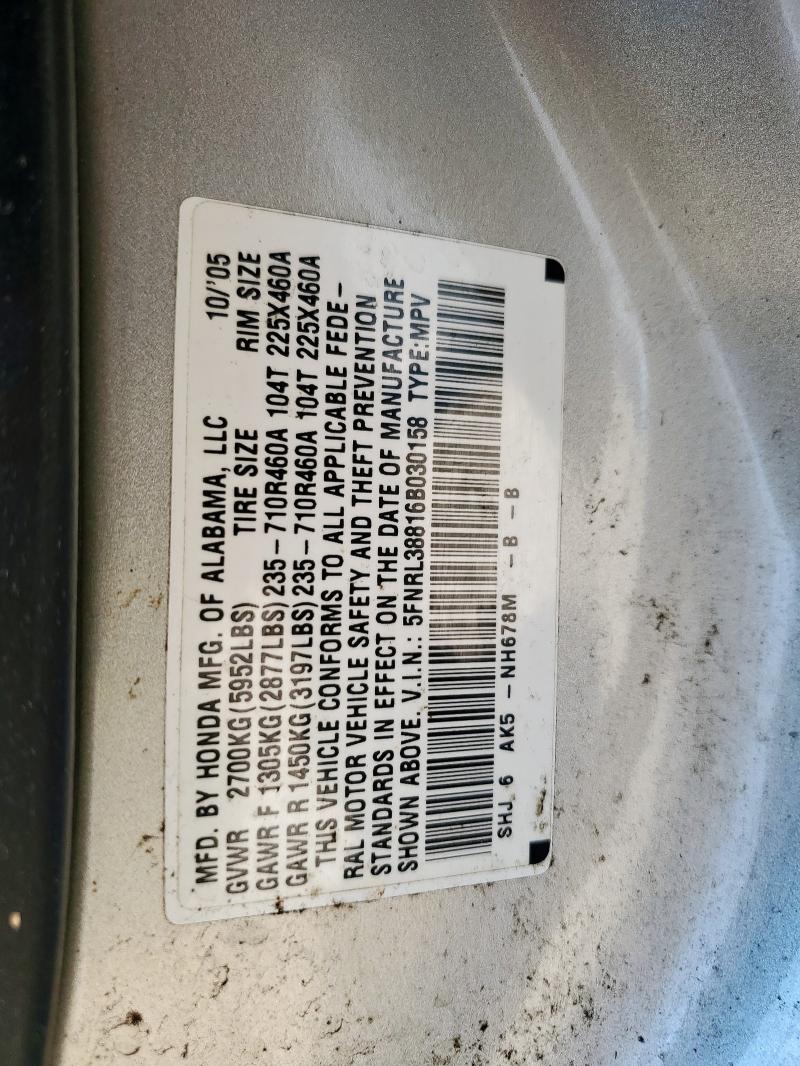 MFD. BY HONDA MFG. OF ALABAMA, LLC 10/'05
GVWR 2700KG(5952LBS) TIRE SIZE RIM SIZE
GAWR F 1305KG(2877LBS)235-710R460A 104T 225X460A
GAWR R 1450KG(3197LBS)235-710R460A 104T 225X460A
THIS VEHICLE CONFORMS TO ALL APPLICABLE FEDE-
RAL MOTOR VEHICLE SAFETY AND THEFT PREVENTION
STANDARDS IN EFFECT ON THE DATE OF MANUFACTURE
SHOWN ABOVE. V.I.N.: 5FNRL38816B030158 TYPE:MPV
SHJ 6 AK5 -NH678M -B -B